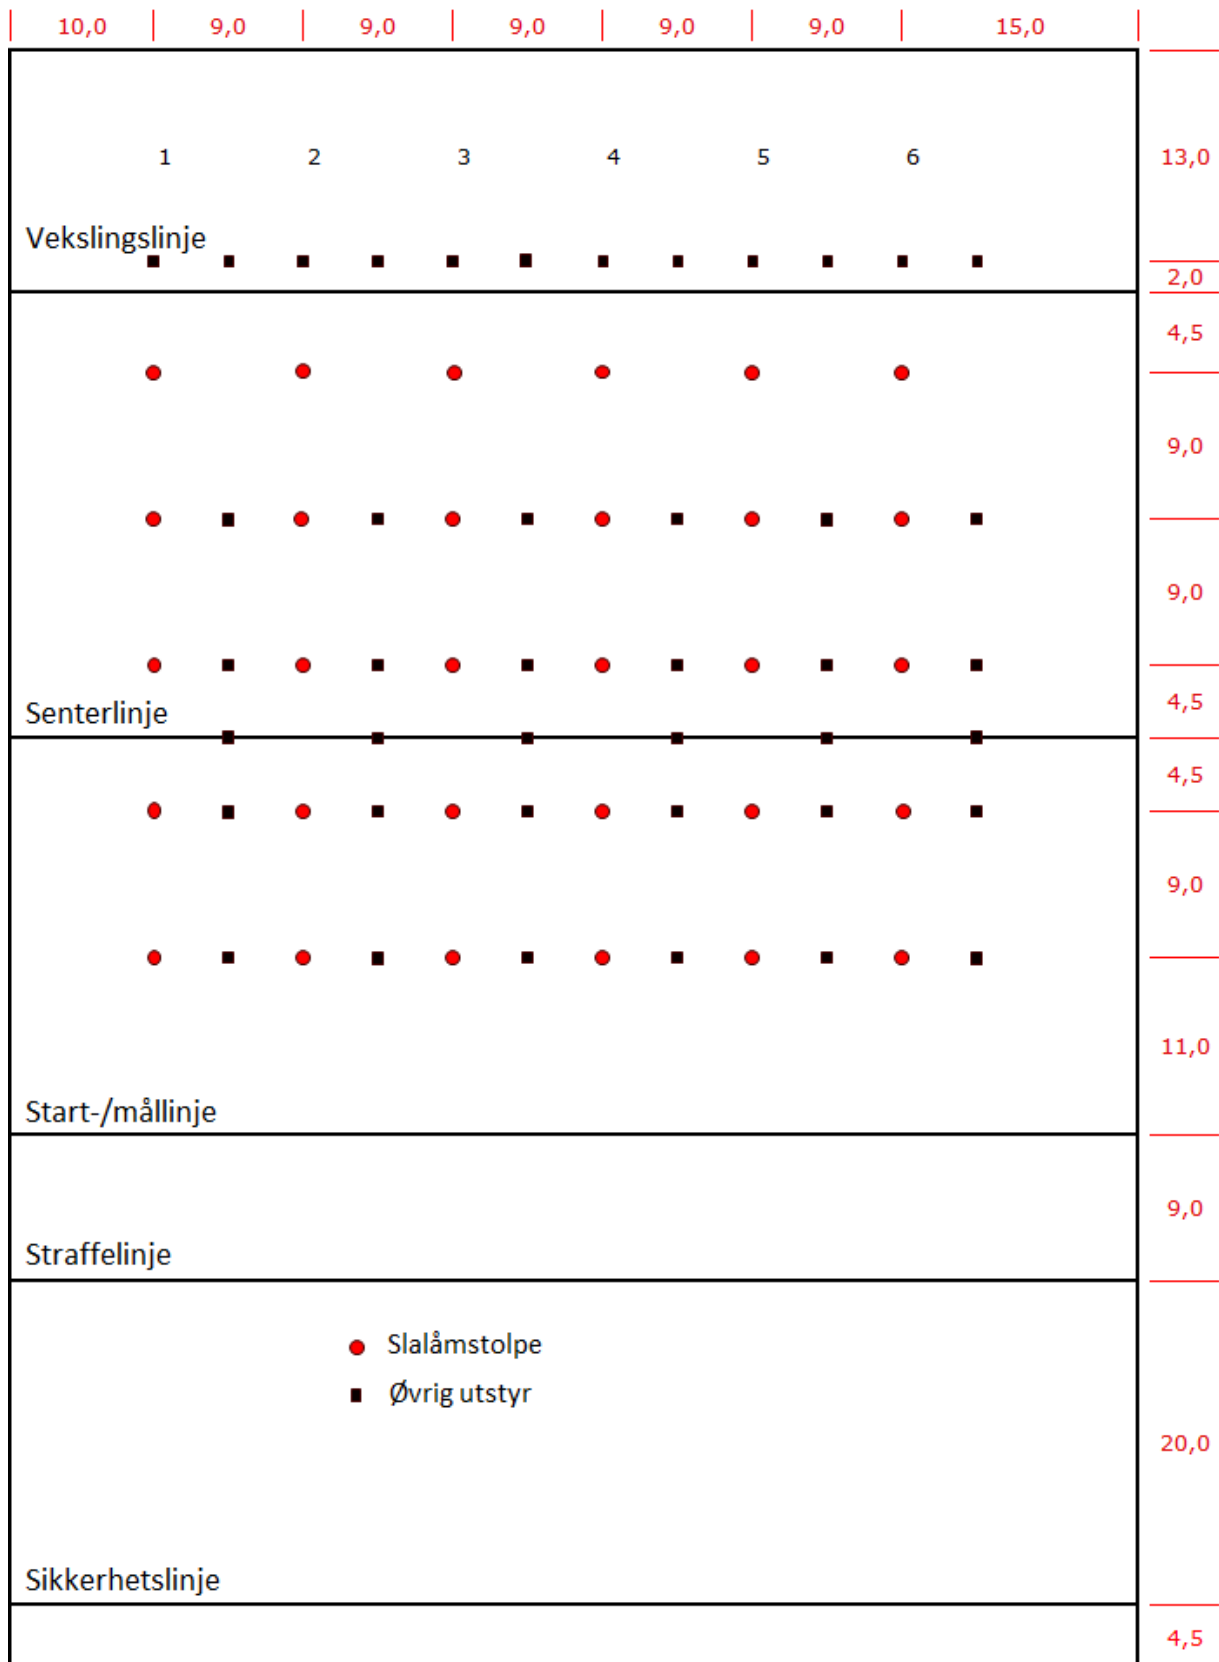 10,0 9,0 9,0 9,0 9,0 9,0 15,0
1 2 3 4 5 6 13,0
Vekslingslinje
2,0
4,5
9,0
9,0
Senterlinje 4,5
4,5
9,0
11,0
Start-/mållinje
9,0
Straffelinje
Slalåmstolpe
Øvrig utstyr
20,0
Sikkerhetslinje
4,5